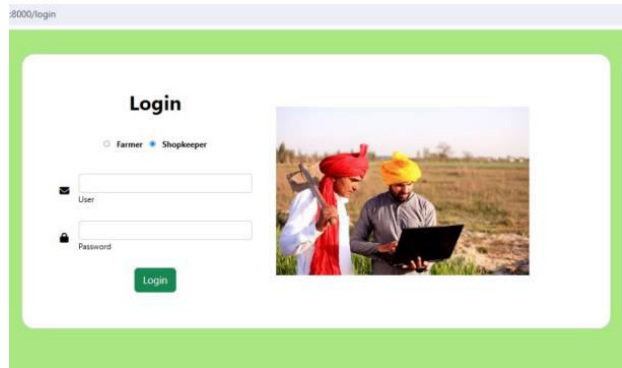 :8000/login
Login
Farmer Shopkeeper
User
Password
Login